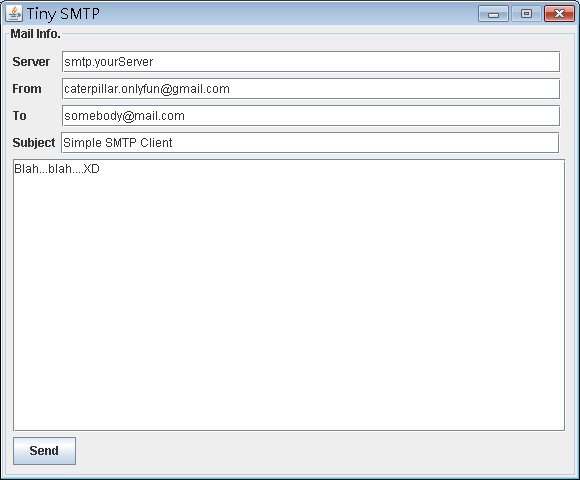 Tiny SMTP
Mail Info.
Server smtp.yourServer
From caterpillar.onlyfun@gmail.com
To somebody@mail.com
Subject Simple SMTP Client
Blah...blah....XD
Send